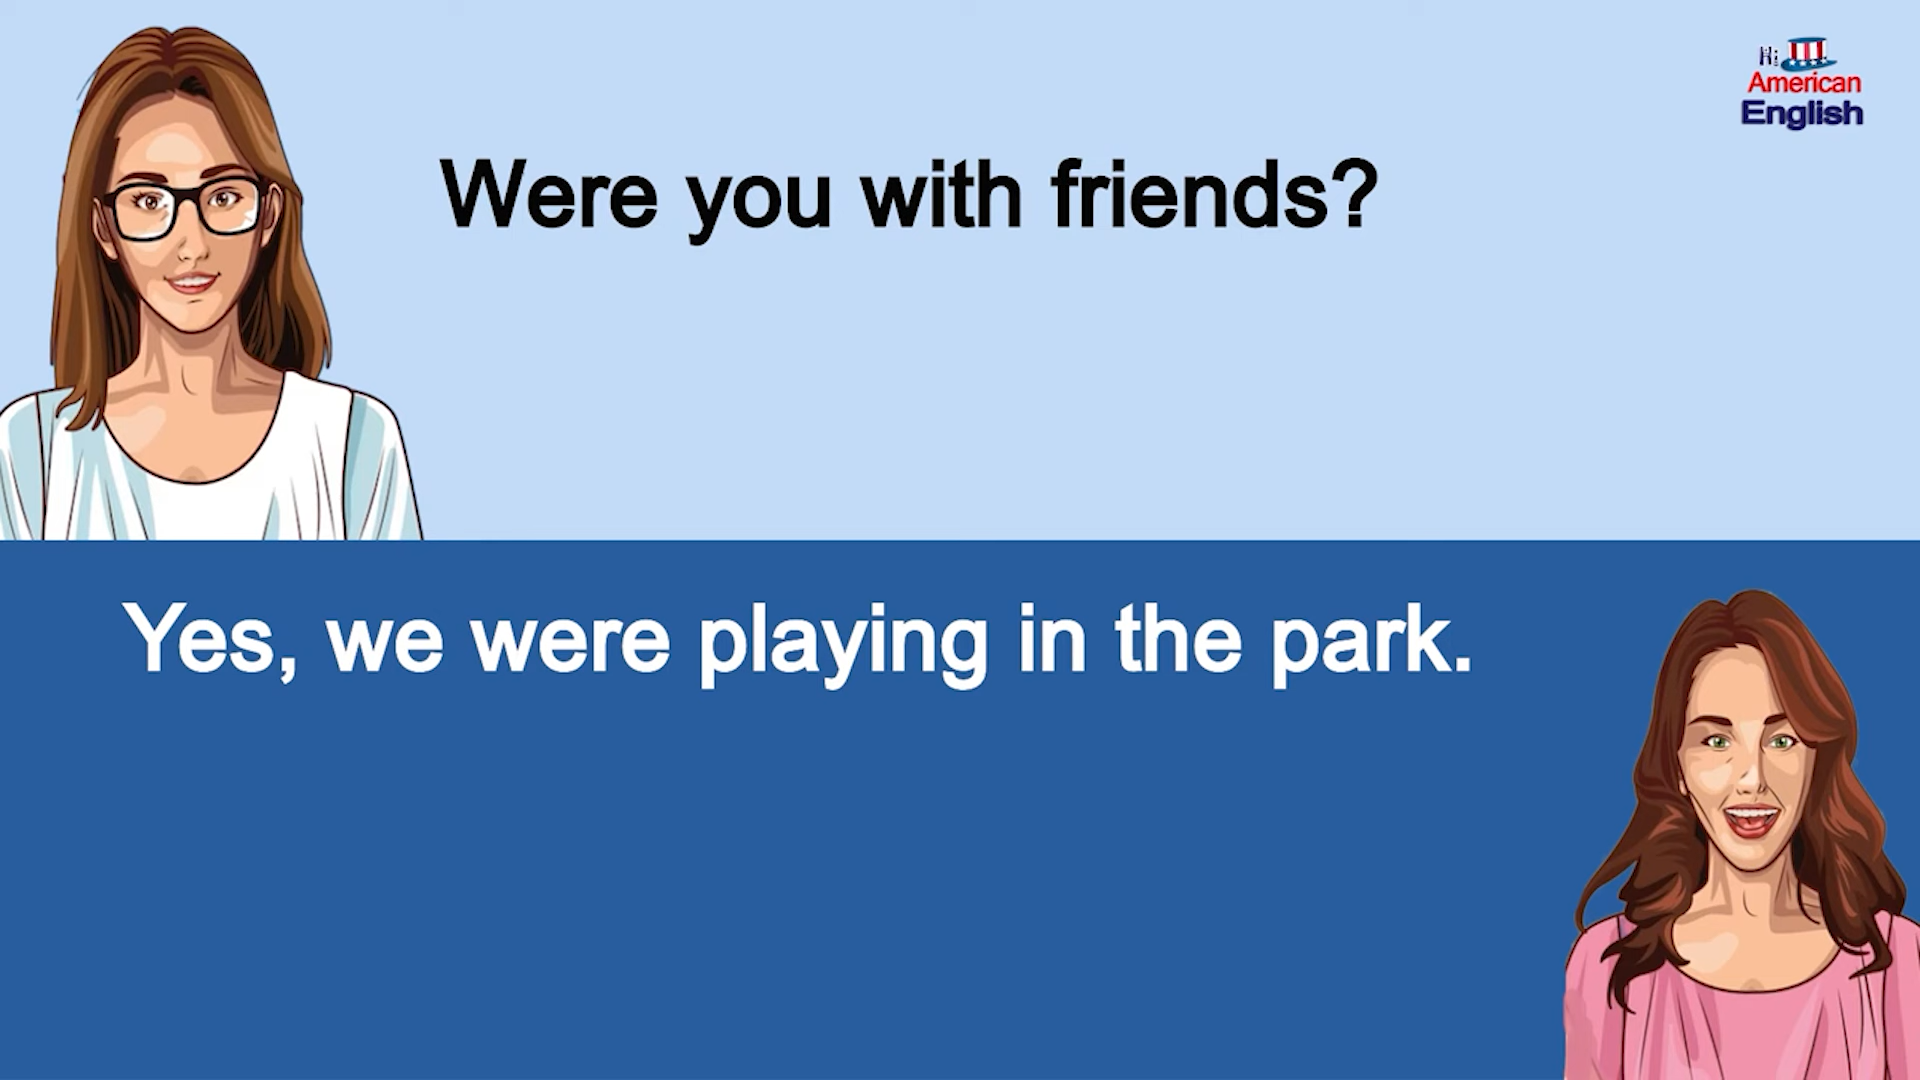 Hi
American
English
Were you with friends?
Yes, we were playing in the park.